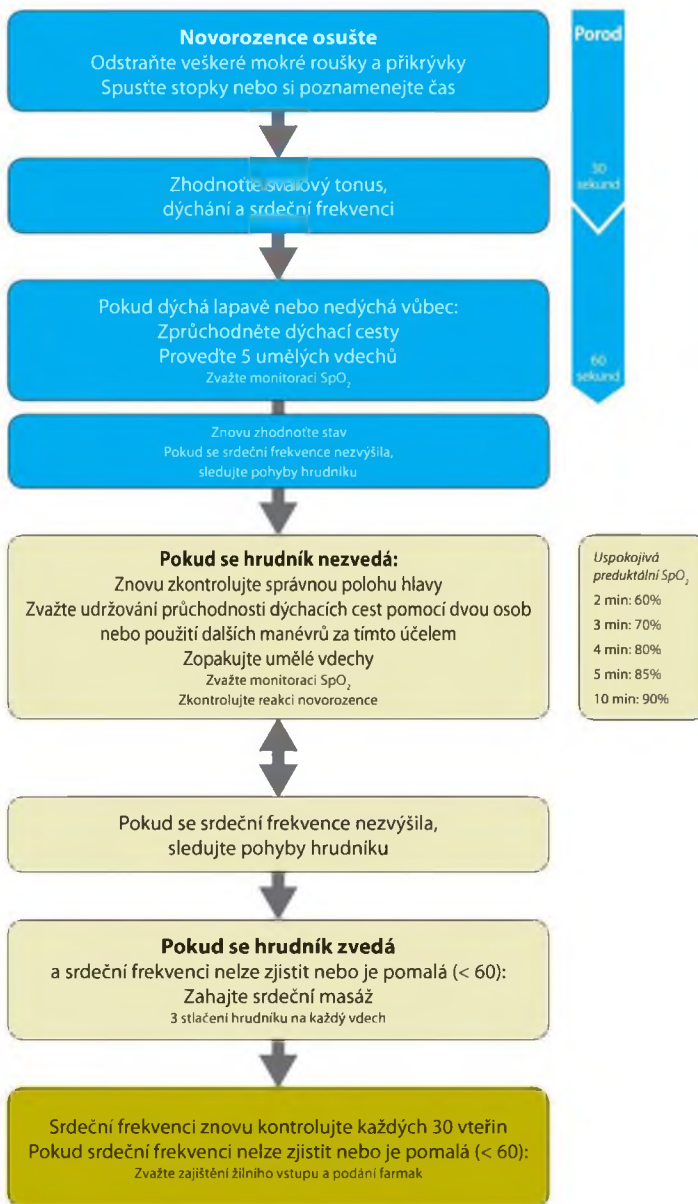 Novorozence osušte
Odstraňte veškeré mokré roušky a přikrývky
Spusťte stopky nebo si poznamenejte čas
Porod
Zhodnoťte svalový tonus,
dýchání a srdeční frekvenci
30
sekund
Pokud dýchá lapavě nebo nedýchá vůbec:
Zprůchodněte dýchací cesty
Proveďte 5 umělých vdechů
Zvažte monitoraci SpO₂
60
sekund
Znovu zhodnoťte stav
Pokud se srdeční frekvence nezvýšila,
sledujte pohyby hrudníku
Pokud se hrudník nezvedá:
Znovu zkontrolujte správnou polohu hlavy
Zvažte udržování průchodnosti dýchacích cest pomocí dvou osob
nebo použití dalších manévrů za tímto účelem
Zopakujte umělé vdechy
Zvažte monitoraci SpO₂
Zkontrolujte reakci novorozence
Uspokojivá
preduktální SpO₂
2 min: 60%
3 min: 70%
4 min: 80%
5 min: 85%
10 min: 90%
Pokud se srdeční frekvence nezvýšila,
sledujte pohyby hrudníku
Pokud se hrudník zvedá
a srdeční frekvenci nelze zjistit nebo je pomalá (< 60):
Zahajte srdeční masáž
3 stlačení hrudníku na každý vdech
Srdeční frekvenci znovu kontrolujte každých 30 vteřin
Pokud srdeční frekvenci nelze zjistit nebo je pomalá (< 60):
Zvažte zajištění žilního vstupu a podání farmak